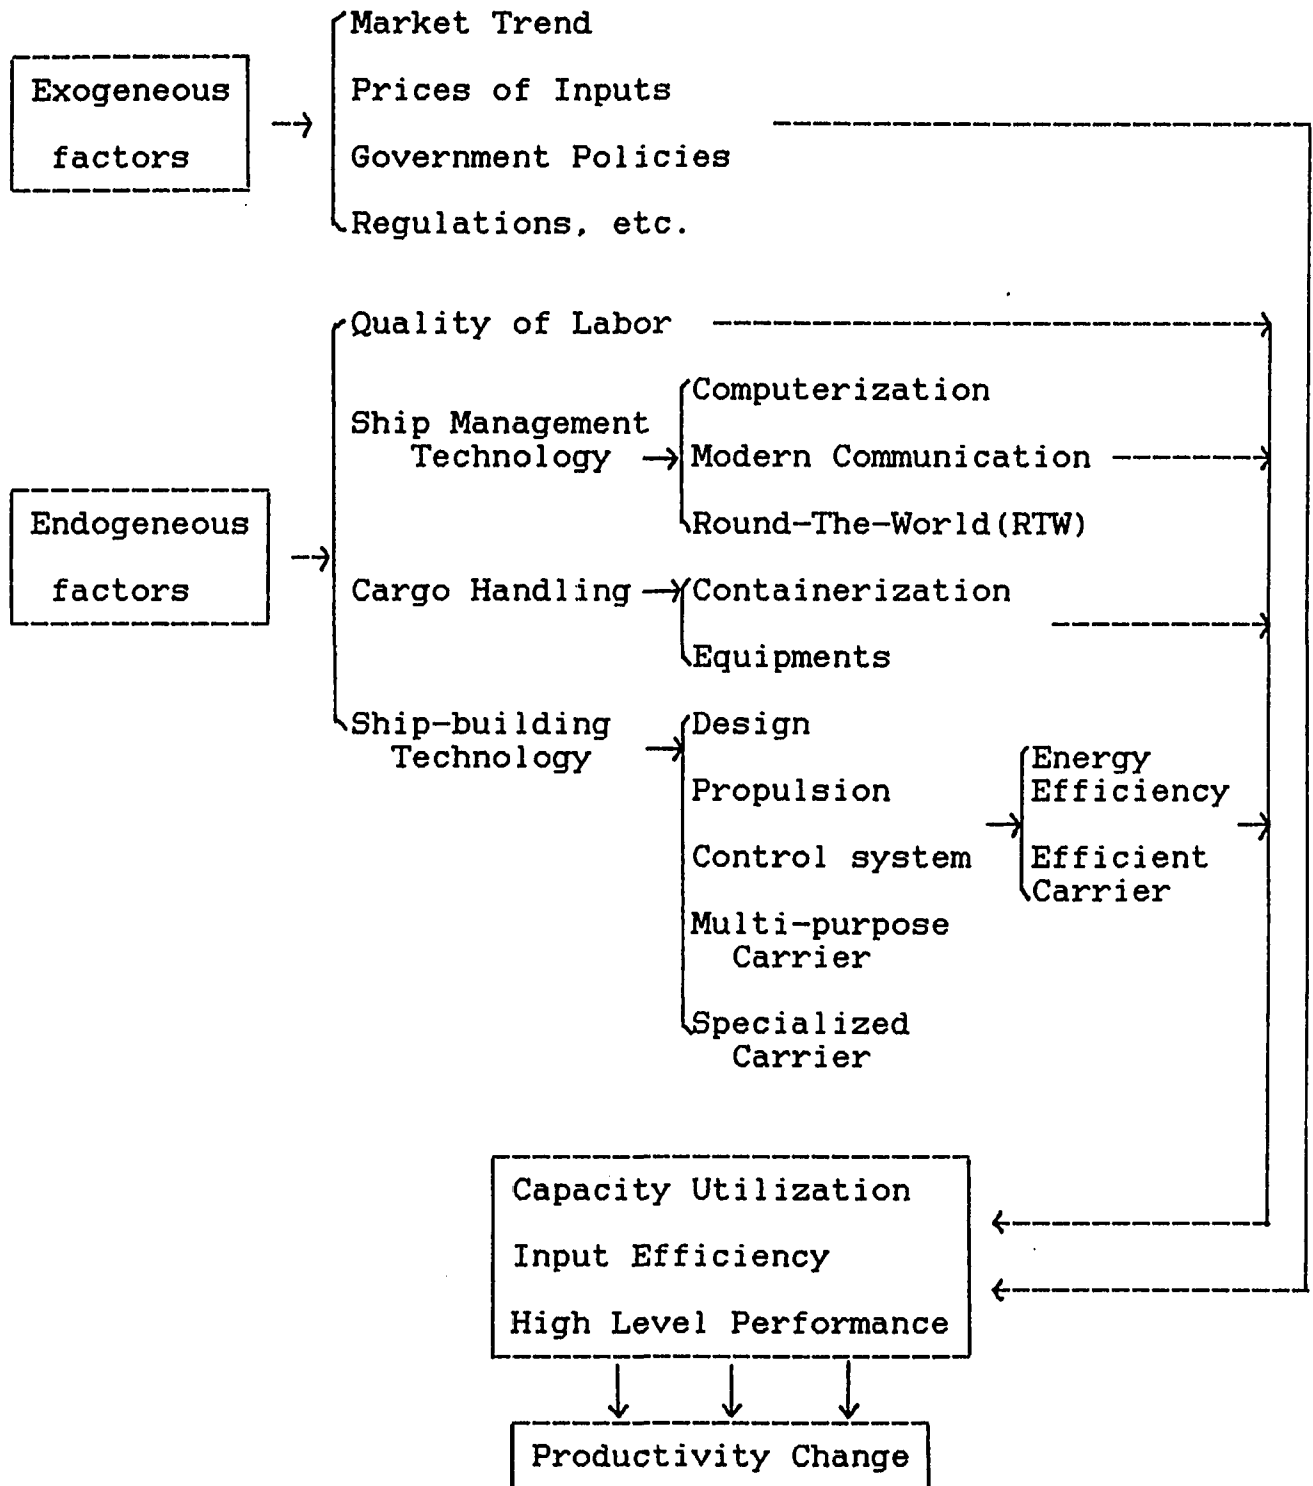 Market Trend
Exogeneous
factors
Prices of Inputs
Government Policies
Regulations, etc.
Quality of Labor
Ship Management
Technology
Computerization
Modern Communication
Round-The-World(RTW)
Endogeneous
factors
Cargo Handling
Containerization
Equipments
Ship-building
Technology
Design
Propulsion
Control system
Multi-purpose
Carrier
Specialized
Carrier
Energy
Efficiency
Efficient
Carrier
Capacity Utilization
Input Efficiency
High Level Performance
Productivity Change